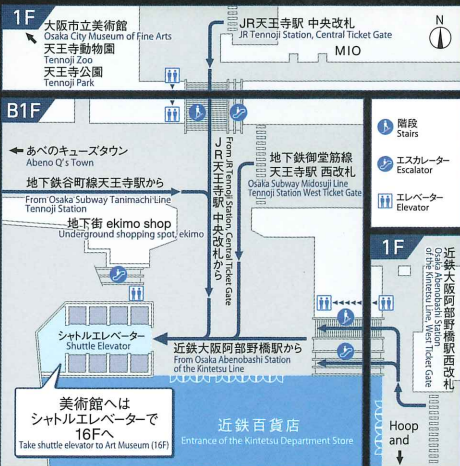 1F
大阪市立美術館
Osaka City Museum of Fine Arts
天王寺動物園
Tennoji Zoo
天王寺公園
Tennoji Park
JR天王寺駅 中央改札
JR Tennoji Station, Central Ticket Gate
MIO
N
B1F
あべのキューズタウン
Abeno Q's Town
地下鉄谷町線天王寺駅から
From Osaka Subway Tanimachi Line
Tennoji Station
地下街 ekimo shop
Underground shopping spot, ekimo
From JR Tennoji Station, Central Ticket Gate
JR天王寺駅 中央改札から
地下鉄御堂筋線
天王寺駅 西改札
Osaka Subway Midosuji Line
Tennoji Station West Ticket Gate
階段
Stairs
エスカレーター
Escalator
エレベーター
Elevator
シャトルエレベーター
Shuttle Elevator
近鉄大阪阿部野橋駅から
From Osaka Abenobashi Station
of the Kintetsu Line
美術館へは
シャトルエレベーターで
16Fへ
Take shuttle elevator to Art Museum (16F)
近鉄百貨店
Entrance of the Kintetsu Department Store
1F
近鉄大阪阿部野橋駅西改札
Osaka Abenobashi Station
of the Kintetsu Line, West Ticket Gate
Hoop
and